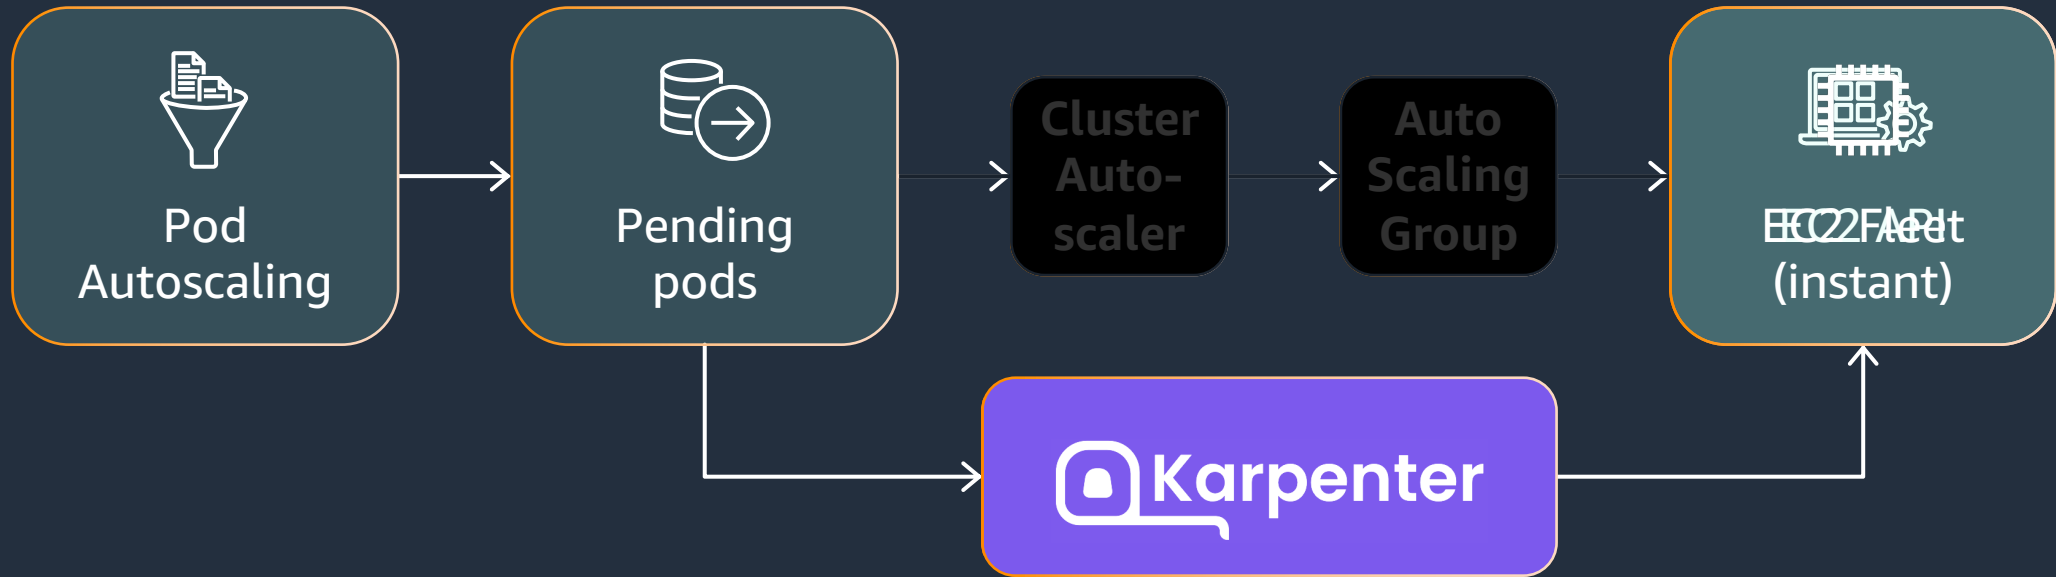 Pod
Autoscaling
Pending
pods
Cluster
Auto-
scaler
Auto
Scaling
Group
(instant)
Karpenter